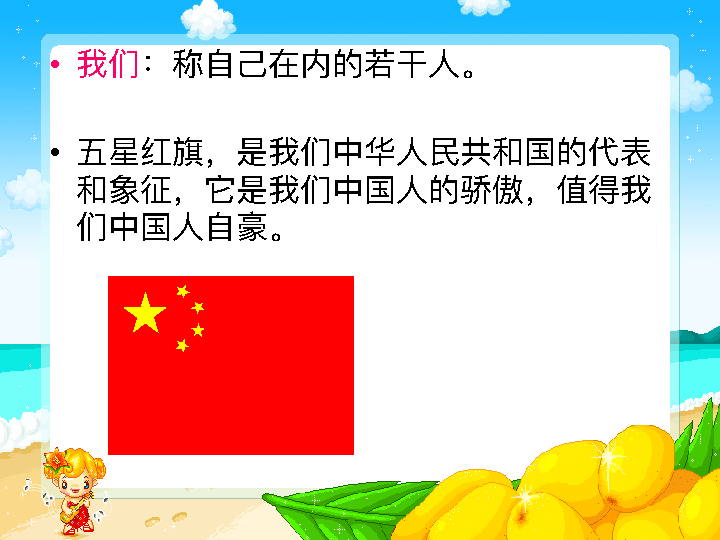 • 我们：称自己在内的若干人。
• 五星红旗，是我们中华人民共和国的代表
和象征，它是我们中国人的骄傲，值得我
们中国人自豪。